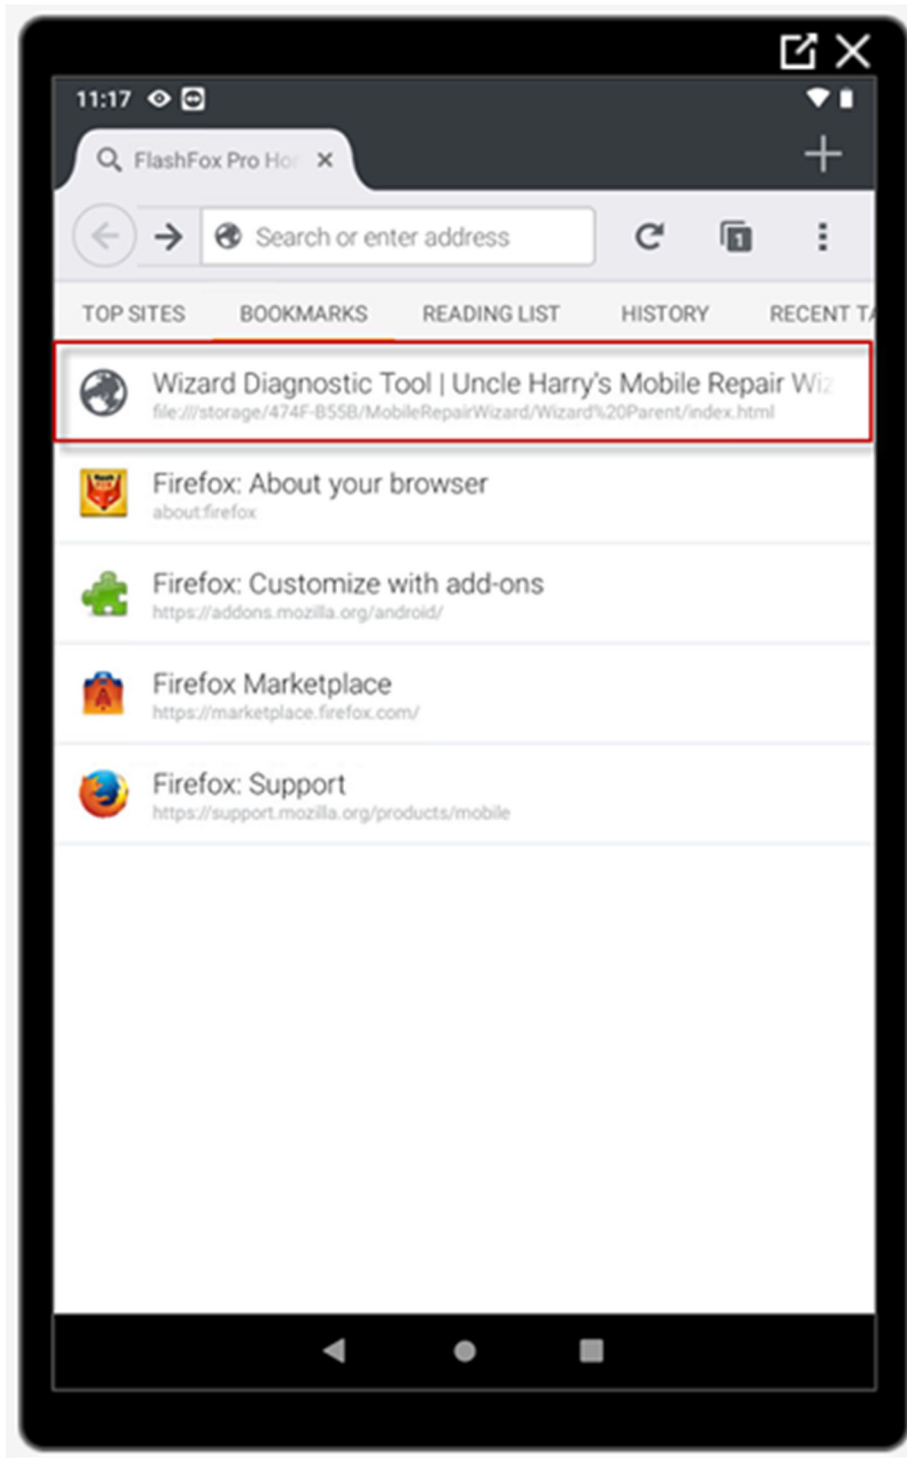 11:17
FlashFox Pro Hor
Search or enter address
1
TOP SITES BOOKMARKS READING LIST HISTORY RECENT TA
Wizard Diagnostic Tool | Uncle Harry's Mobile Repair Wiz
file:///storage/474F-B55B/MobileRepairWizard/Wizard%20Parent/index.html
Firefox: About your browser
about:firefox
Firefox: Customize with add-ons
https://addons.mozilla.org/android/
Firefox Marketplace
https://marketplace.firefox.com/
Firefox: Support
https://support.mozilla.org/products/mobile